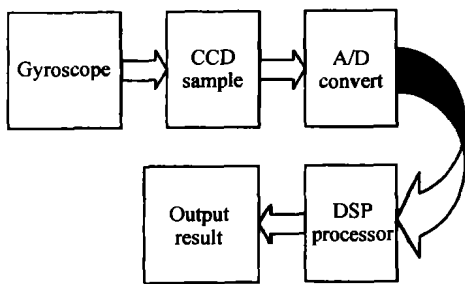 Gyroscope
CCD
sample
A/D
convert
DSP
processor
Output
result